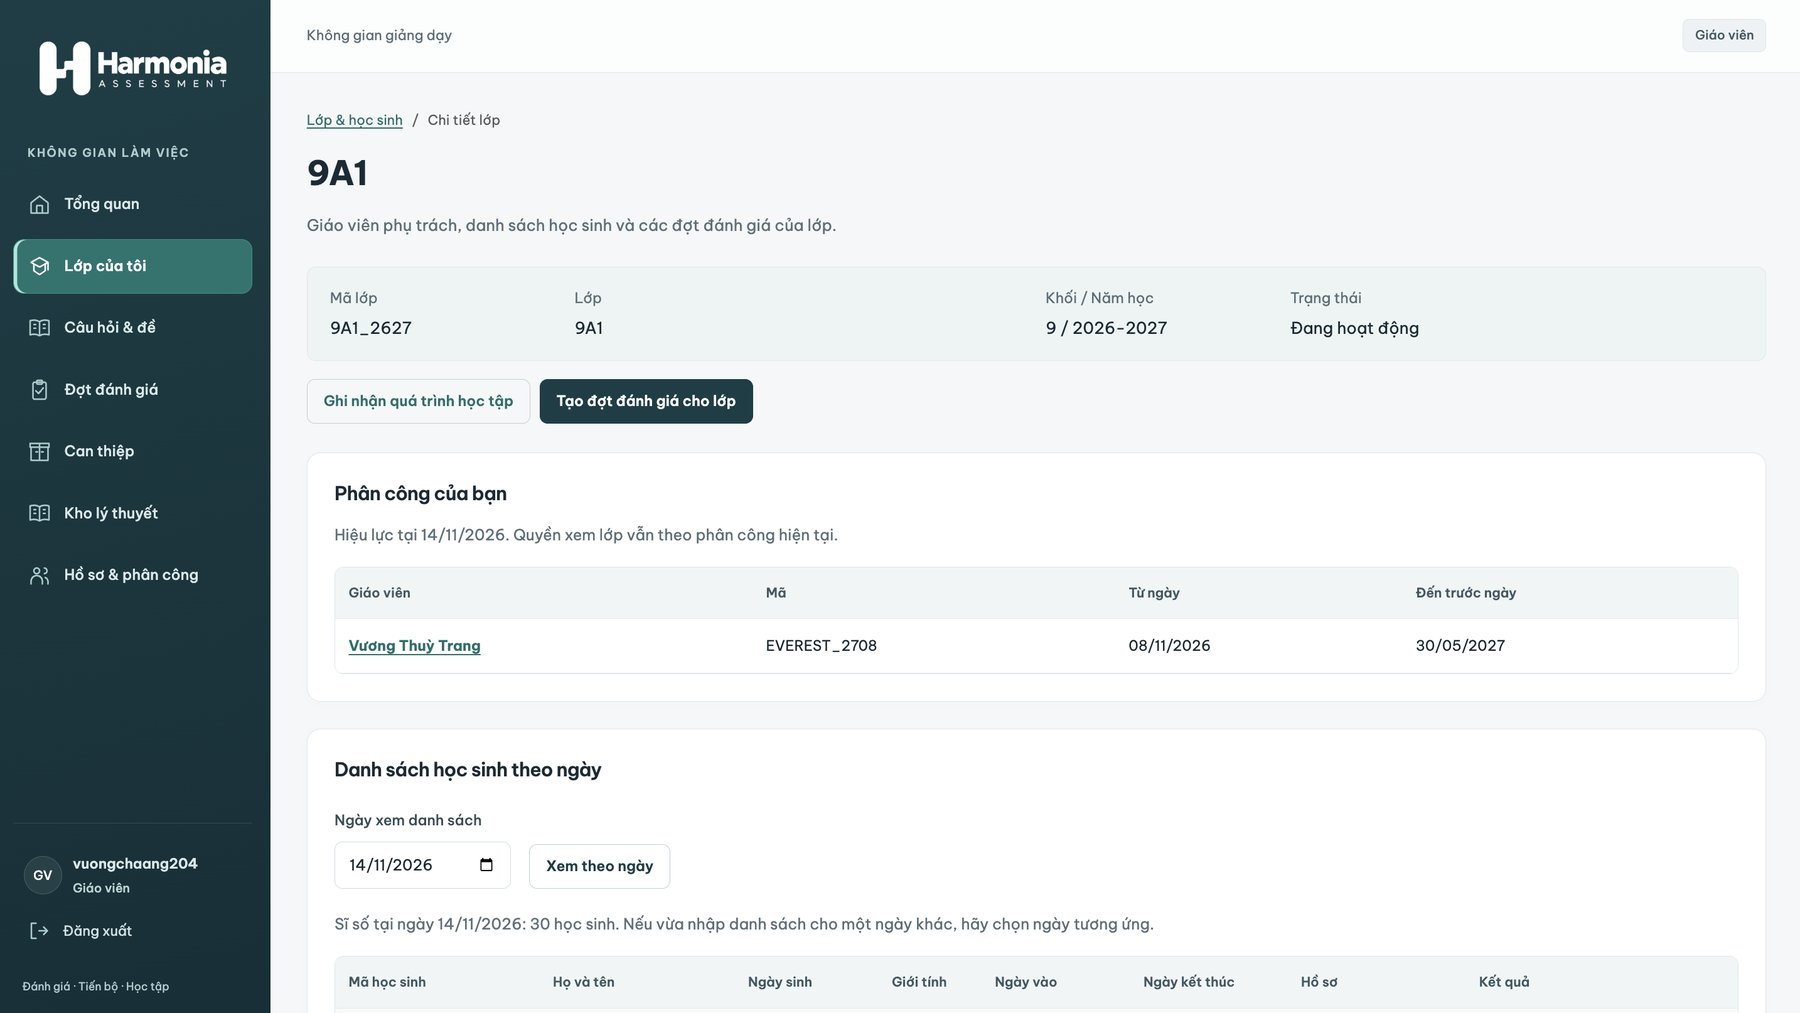 Harmonia
ASSESSMENT
KHÔNG GIAN LÀM VIỆC
Tổng quan
Lớp của tôi
Câu hỏi & đề
Đợt đánh giá
Can thiệp
Kho lý thuyết
Hồ sơ & phân công
GV
vuongchaang204
Giáo viên
Đăng xuất
Đánh giá · Tiến bộ · Học tập
Không gian giảng dạy
Giáo viên
Lớp & học sinh / Chi tiết lớp
9A1
Giáo viên phụ trách, danh sách học sinh và các đợt đánh giá của lớp.
Mã lớp Lớp Khối / Năm học Trạng thái
9A1_2627 9A1 9 / 2026-2027 Đang hoạt động
Ghi nhận quá trình học tập Tạo đợt đánh giá cho lớp
Phân công của bạn
Hiệu lực tại 14/11/2026. Quyền xem lớp vẫn theo phân công hiện tại.
Giáo viên Mã Từ ngày Đến trước ngày
Vương Thuỳ Trang EVEREST_2708 08/11/2026 30/05/2027
Danh sách học sinh theo ngày
Ngày xem danh sách
14/11/2026 Xem theo ngày
Sĩ số tại ngày 14/11/2026: 30 học sinh. Nếu vừa nhập danh sách cho một ngày khác, hãy chọn ngày tương ứng.
Mã học sinh Họ và tên Ngày sinh Giới tính Ngày vào Ngày kết thúc Hồ sơ Kết quả